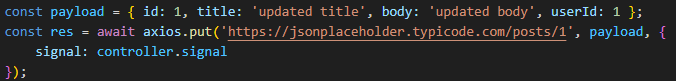 const payload = { id: 1, title: 'updated title', body: 'updated body', userId: 1 };
const res = await axios.put('https://jsonplaceholder.typicode.com/posts/1', payload, {
    signal: controller.signal
});